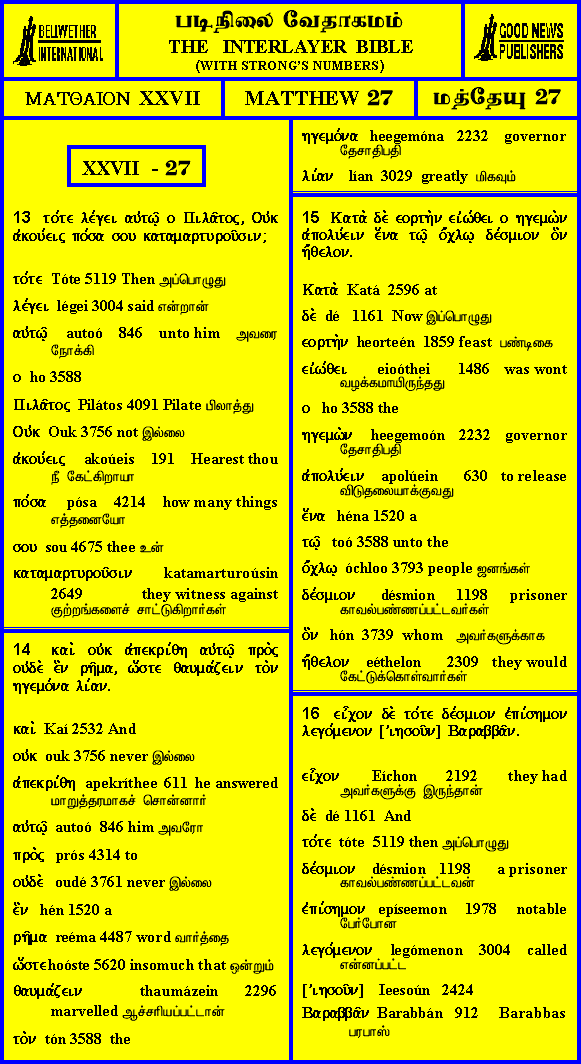 BELLWETHER
INTERNATIONAL
படிநிலை வேதாகமம்
THE INTERLAYER BIBLE
(WITH STRONG'S NUMBERS)
GOOD NEWS
PUBLISHERS
ΜΑΤΘΑΙΟΝ XXVII
MATTHEW 27
மத்தேயு 27
XXVII - 27
13 τότε λέγει αὐτῷ ο Πιλᾶτος, Οὐκ
ἀκούεις πόσα σου καταμαρτυροῦσιν;
τότε Tóte 5119 Then அப்பொழுது
λέγει légei 3004 said என்றான்
αὐτῷ autoó 846 unto him அவரை
நோக்கி
ο ho 3588
Πιλᾶτος Pilátos 4091 Pilate பிலாத்து
Οὐκ Ouk 3756 not இல்லை
ἀκούεις akoúeis 191 Hearest thou
நீ கேட்கிறாயா
πόσα pósa 4214 how many things
எத்தனையோ
σου sou 4675 thee உன்
καταμαρτυροῦσιν katamarturoúsin
2649 they witness against
குற்றங்களைச் சாட்டுகிறார்கள்
14 καὶ οὐκ ἀπεκρίθη αὐτῷ πρὸς
οὐδὲ ἓν ρῆμα, ὥστε θαυμάζειν τὸν
ηγεμόνα λίαν.
καὶ Kaí 2532 And
οὐκ ouk 3756 never இல்லை
ἀπεκρίθη apekríthee 611 he answered
மாறுத்தரமாகச் சொன்னார்
αὐτῷ autoó 846 him அவரோ
πρὸς prós 4314 to
οὐδὲ oudé 3761 never இல்லை
ἓν hén 1520 a
ρῆμα reéma 4487 word வார்த்தை
ὥστε hoóste 5620 insomuch that ஒன்றும்
θαυμάζειν thaumázein 2296
marvelled ஆச்சரியப்பட்டான்
τὸν tón 3588 the
ηγεμόνα heegemóna 2232 governor
தேசாதிபதி
λίαν lían 3029 greatly மிகவும்
15 Κατὰ δὲ εορτὴν εἰώθει ο ηγεμὼν
ἀπολύειν ἕνα τῷ ὄχλῳ δέσμιον ὃν
ἤθελον.
Κατὰ Katá 2596 at
δὲ dé 1161 Now இப்பொழுது
εορτὴν heorteén 1859 feast பண்டிகை
εἰώθει eioóthei 1486 was wont
வழக்கமாயிருந்தது
ο ho 3588 the
ηγεμὼν heegemoón 2232 governor
தேசாதிபதி
ἀπολύειν apolúein 630 to release
விடுதலையாக்குவது
ἕνα héna 1520 a
τῷ toó 3588 unto the
ὄχλῳ óchloo 3793 people ஜனங்கள்
δέσμιον désmion 1198 prisoner
காவல்பண்ணப்பட்டவர்கள்
ὃν hón 3739 whom அவர்களுக்காக
ἤθελον eéthelon 2309 they would
கேட்டுக்கொள்வார்கள்
16 εἶχον δὲ τότε δέσμιον ἐπίσημον
λεγόμενον [᾿ιησοῦν] Βαραββᾶν.
εἶχον Eíchon 2192 they had
அவர்களுக்கு இருந்தான்
δὲ dé 1161 And
τότε tóte 5119 then அப்பொழுது
δέσμιον désmion 1198 a prisoner
காவல்பண்ணப்பட்டவன்
ἐπίσημον epíseemon 1978 notable
பேர்போன
λεγόμενον legómenon 3004 called
என்னப்பட்ட
[᾿ιησοῦν] Ieesoún 2424
Βαραββᾶν Barabbán 912 Barabbas
பரபாஸ்